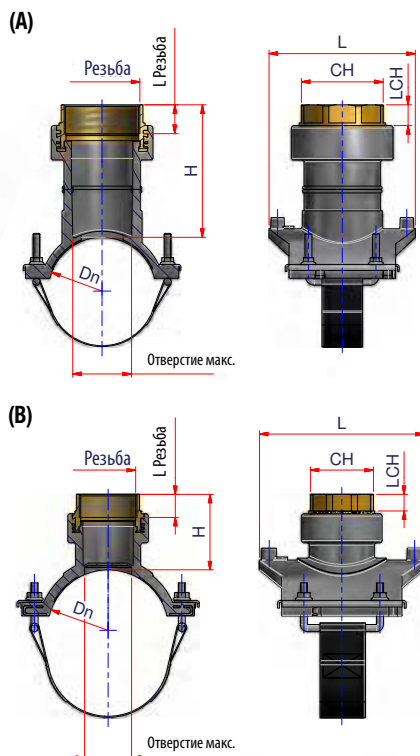 (A)
L
Резьба
L Резьба
CH
LCH
H
Dn
Отверстие макс.
(B)
L
Резьба
L Резьба
CH
LCH
H
Dn
Отверстие макс.